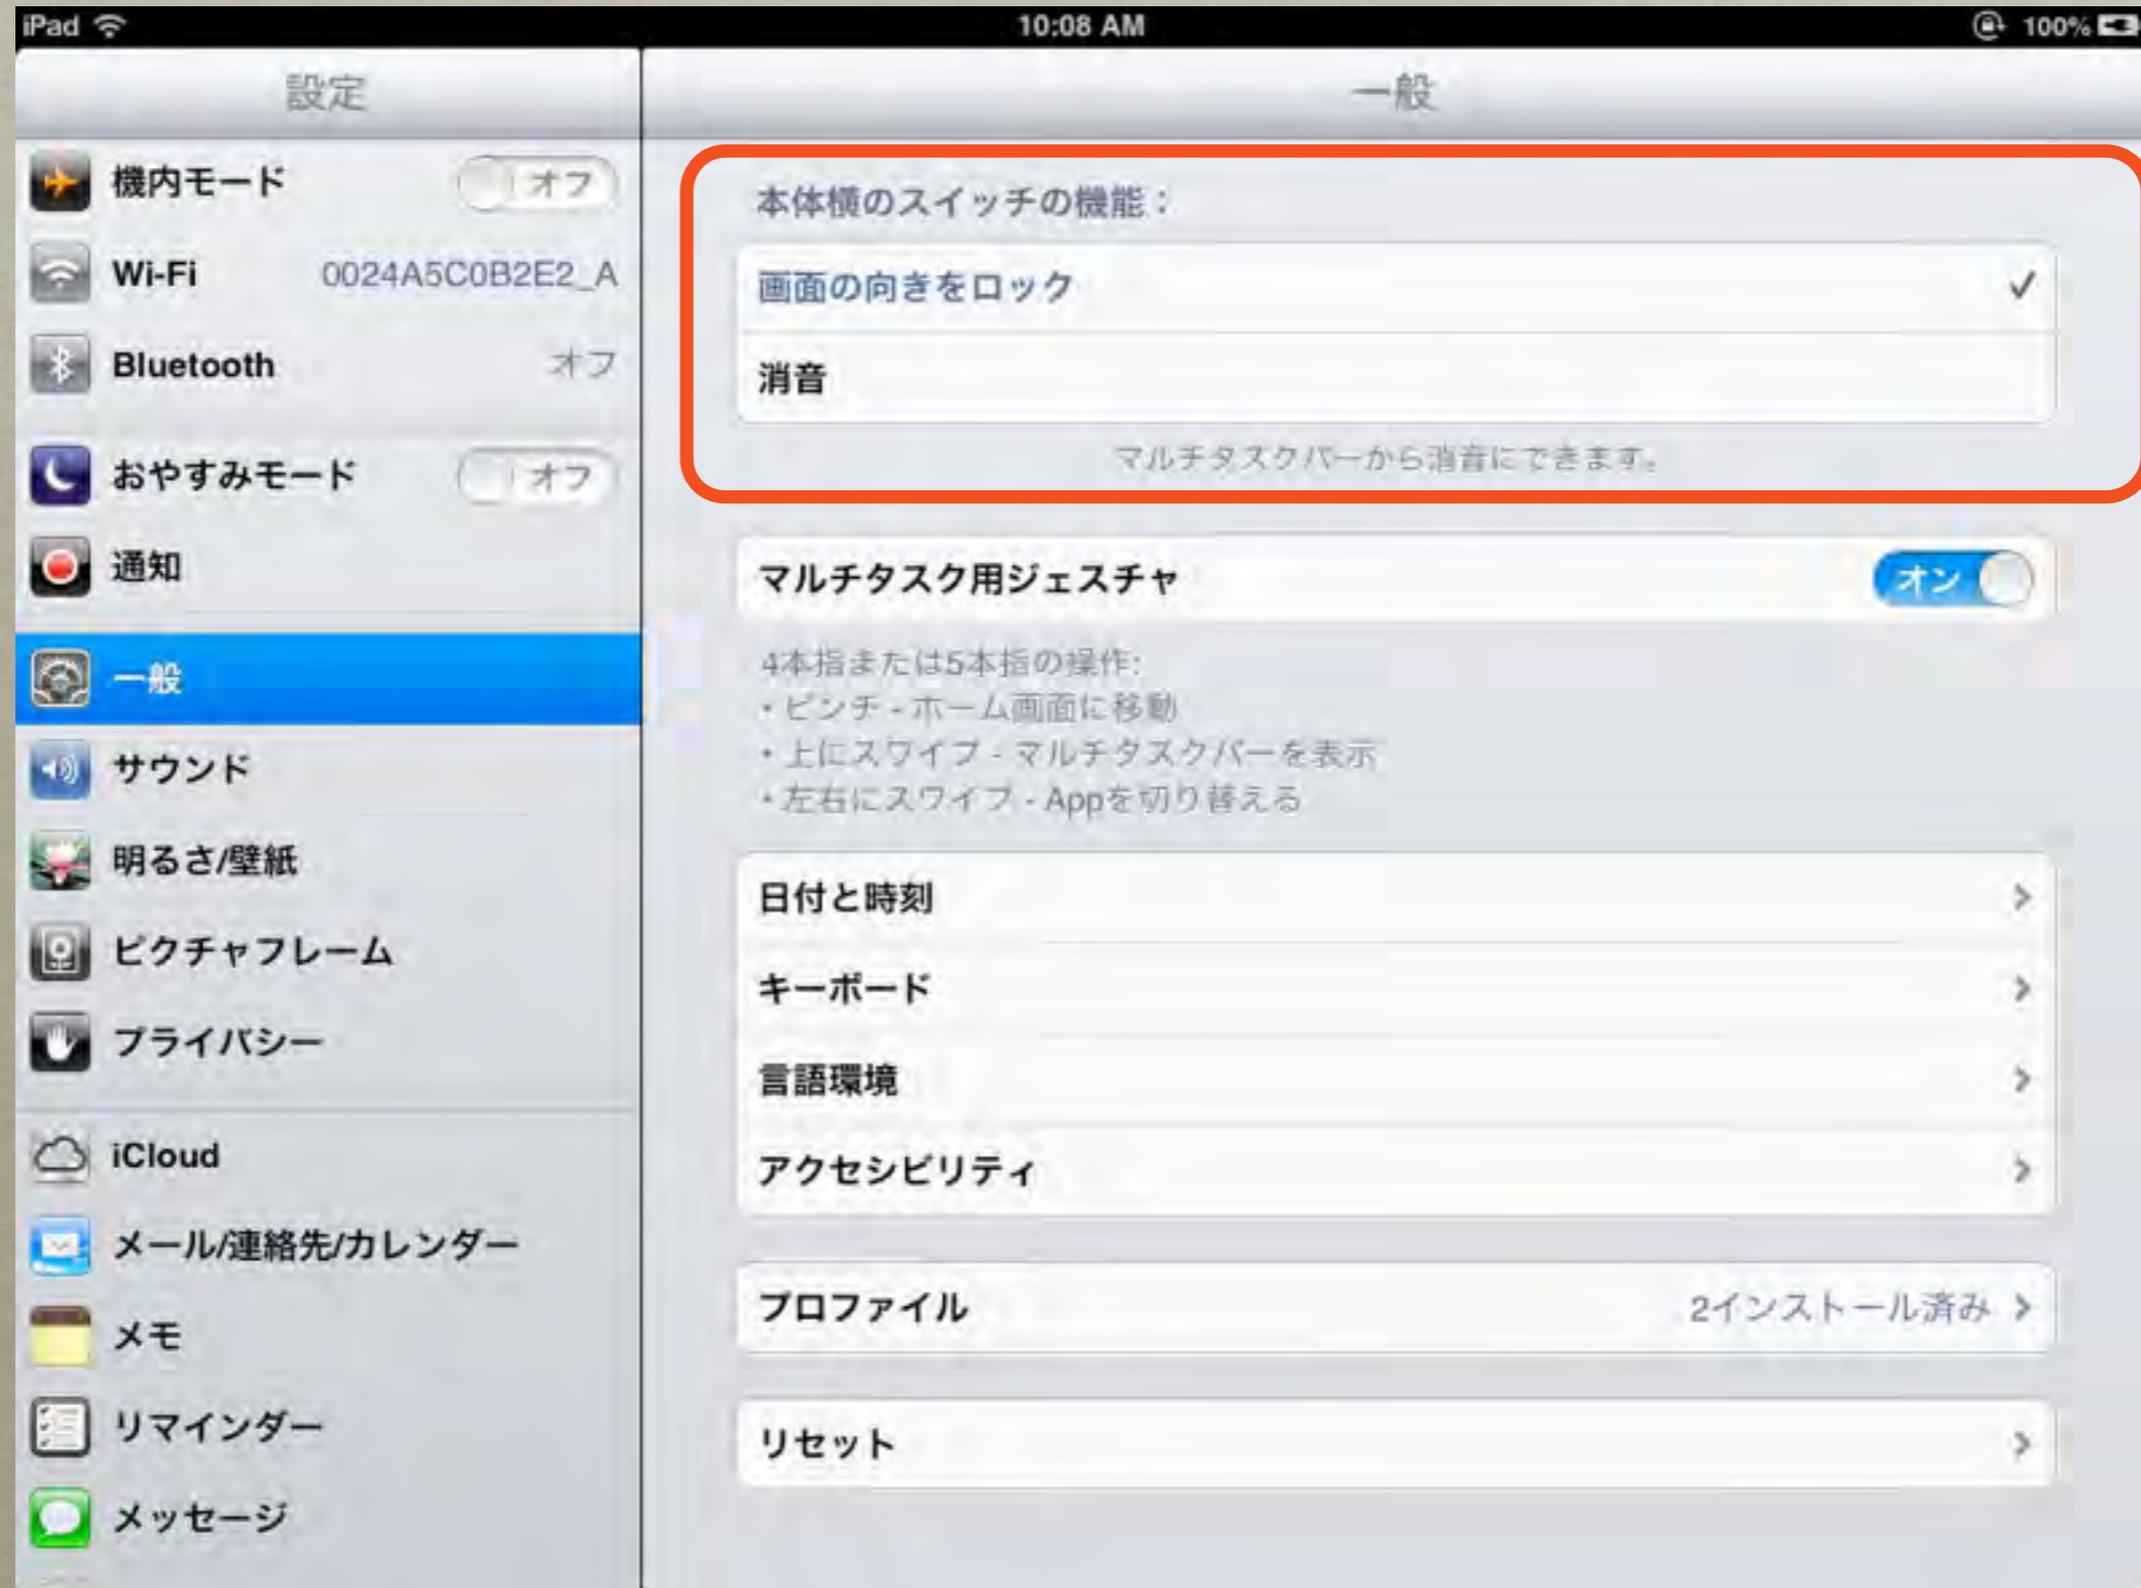 iPad
10:08 AM
100%
設定
一般
機内モード オフ
Wi-Fi 0024A5C0B2E2_A
Bluetooth オフ
おやすみモード オフ
通知
一般
サウンド
明るさ/壁紙
ピクチャフレーム
プライバシー
iCloud
メール/連絡先/カレンダー
メモ
リマインダー
メッセージ
本体横のスイッチの機能：
画面の向きをロック
消音
マルチタスクバーから消音にできます。
マルチタスク用ジェスチャ オン
4本指または5本指の操作:
・ピンチ - ホーム画面に移動
・上にスワイプ - マルチタスクバーを表示
・左右にスワイプ - Appを切り替える
日付と時刻
キーボード
言語環境
アクセシビリティ
プロファイル 2インストール済み
リセット